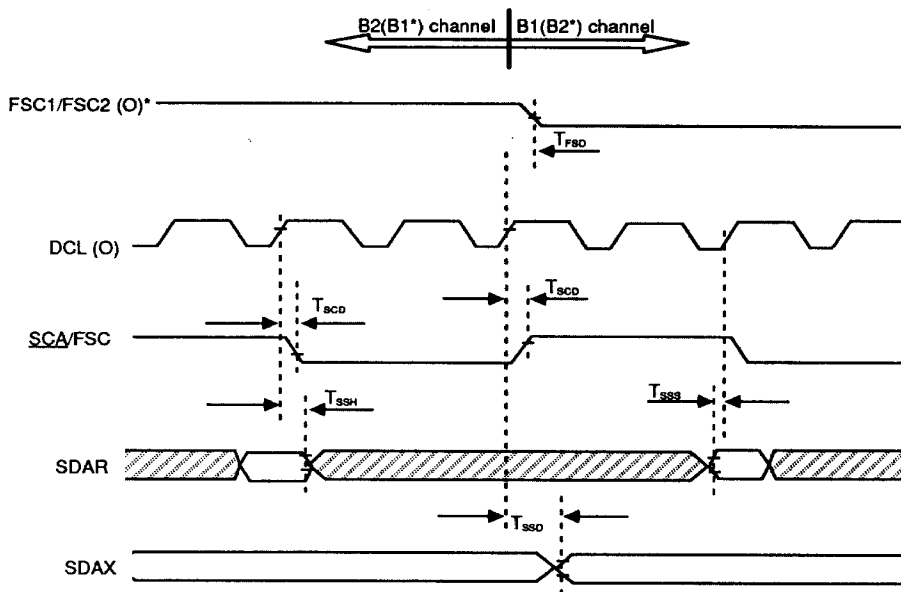 B2(B1*) channel B1(B2*) channel
FSC1/FSC2 (O)*
TFSD
DCL (O)
TSCD TSCD
SCA/FSC
TSSH TSSS
SDAR
TSSD
SDAX